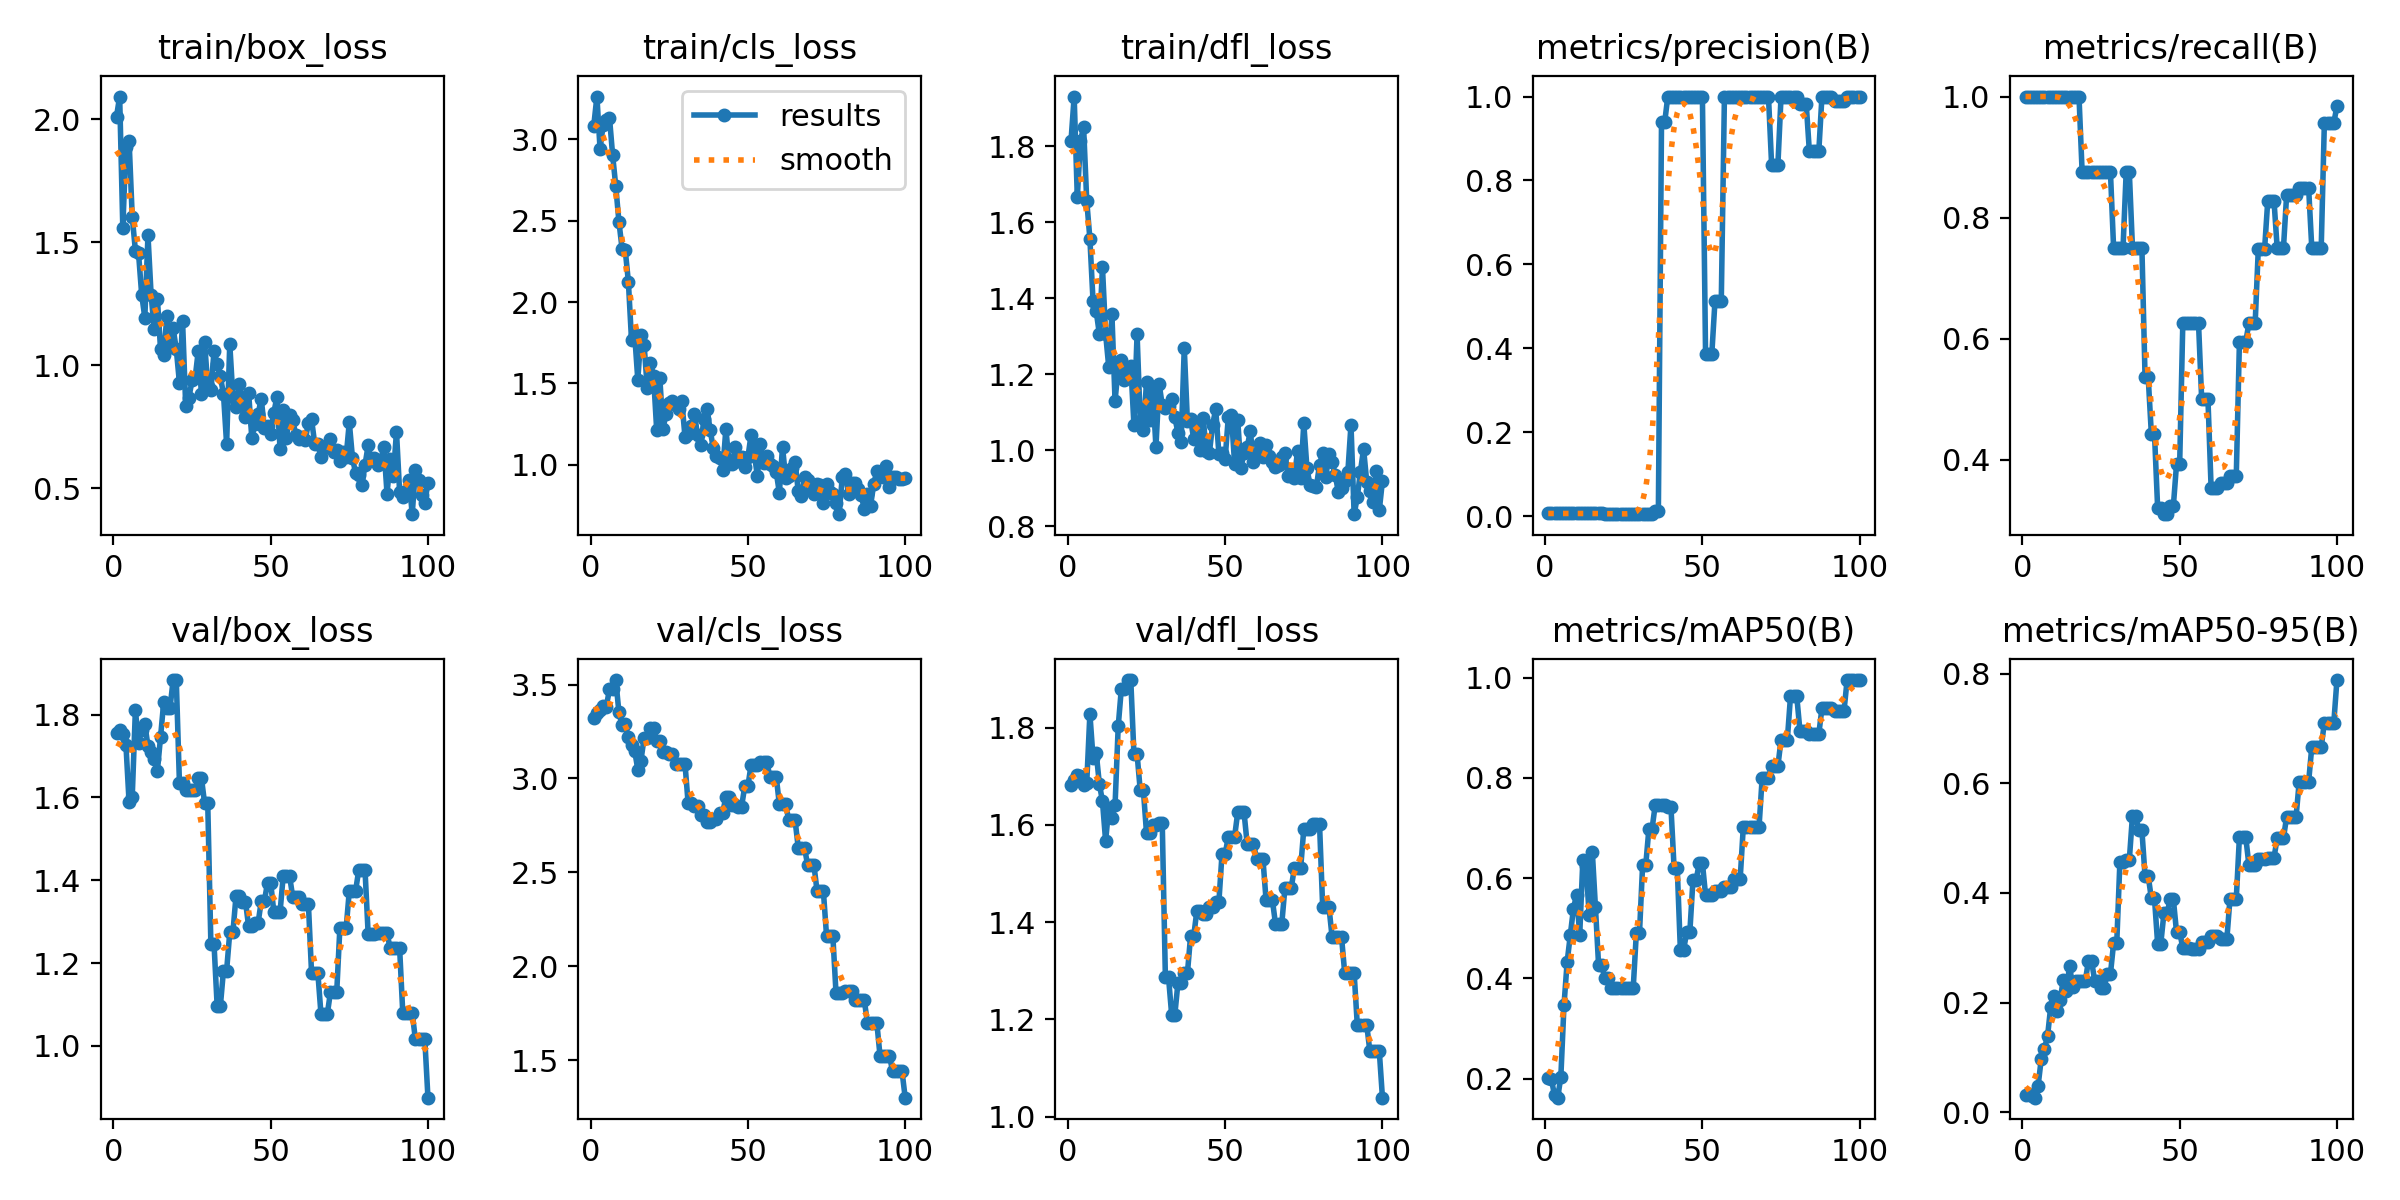 train/box_loss
2.0
1.5
1.0
0.5
0 50 100
train/cls_loss
results
smooth
3.0
2.5
2.0
1.5
1.0
0 50 100
train/dfl_loss
1.8
1.6
1.4
1.2
1.0
0.8
0 50 100
metrics/precision(B)
1.0
0.8
0.6
0.4
0.2
0.0
0 50 100
metrics/recall(B)
1.0
0.8
0.6
0.4
0 50 100
val/box_loss
1.8
1.6
1.4
1.2
1.0
0 50 100
val/cls_loss
3.5
3.0
2.5
2.0
1.5
0 50 100
val/dfl_loss
1.8
1.6
1.4
1.2
1.0
0 50 100
metrics/mAP50(B)
1.0
0.8
0.6
0.4
0.2
0 50 100
metrics/mAP50-95(B)
0.8
0.6
0.4
0.2
0.0
0 50 100